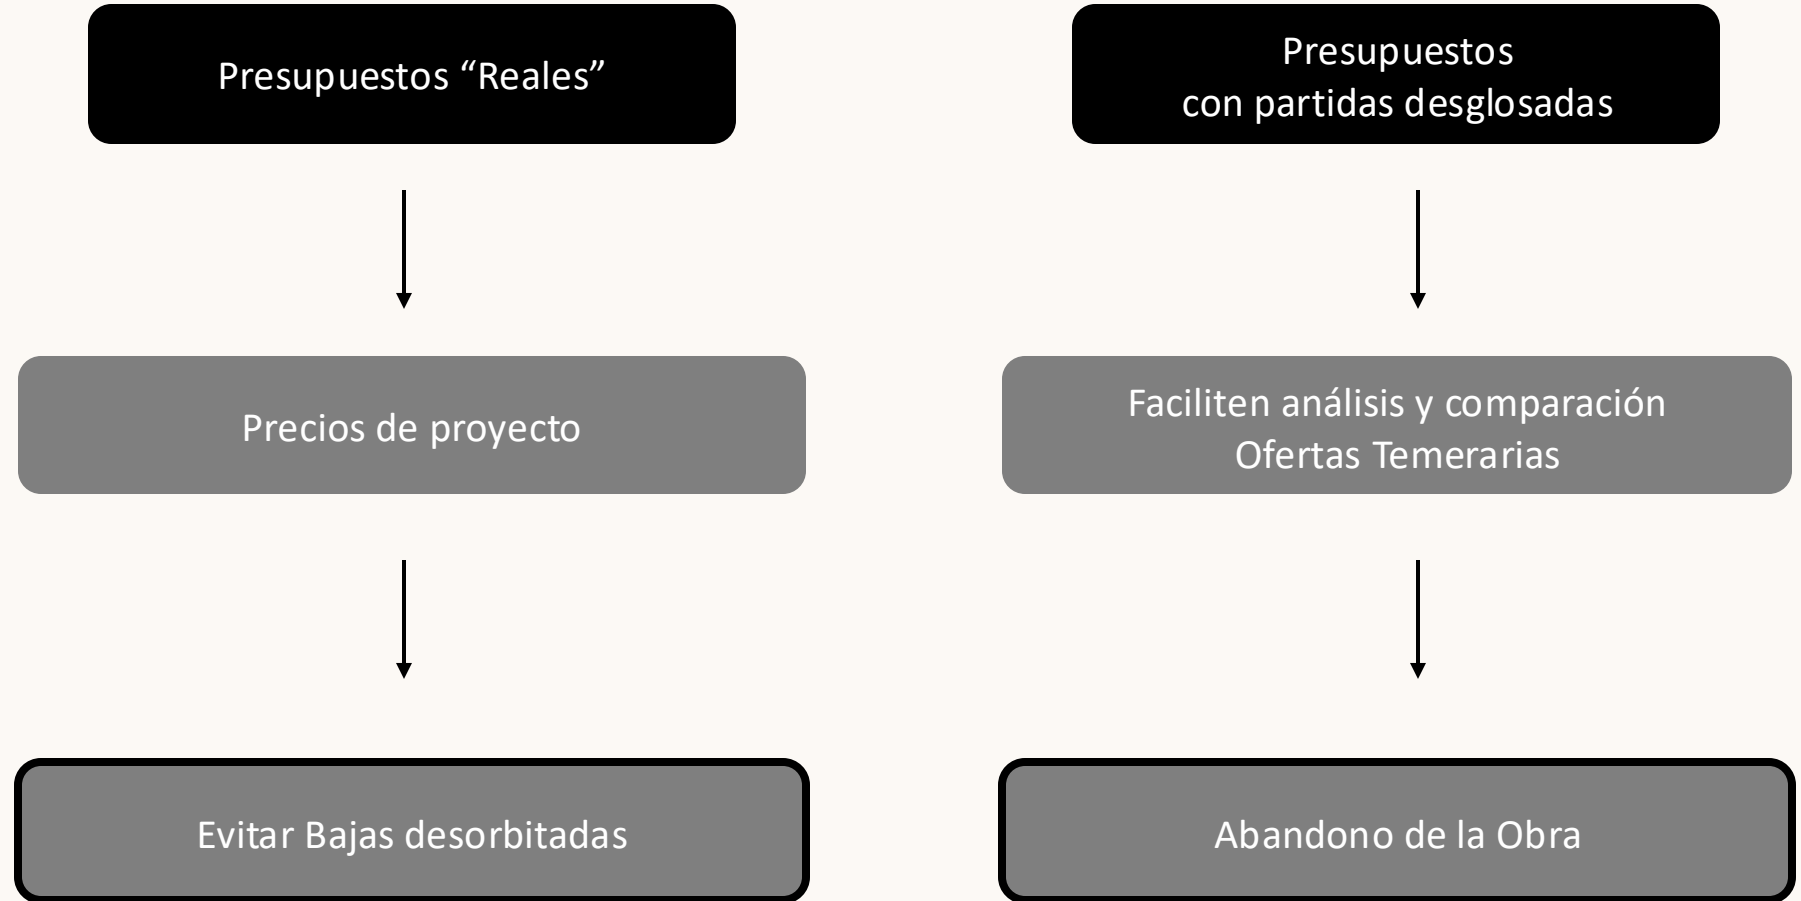 Presupuestos “Reales”
Presupuestos
con partidas desglosadas
Precios de proyecto
Faciliten análisis y comparación
Ofertas Temerarias
Evitar Bajas desorbitadas
Abandono de la Obra